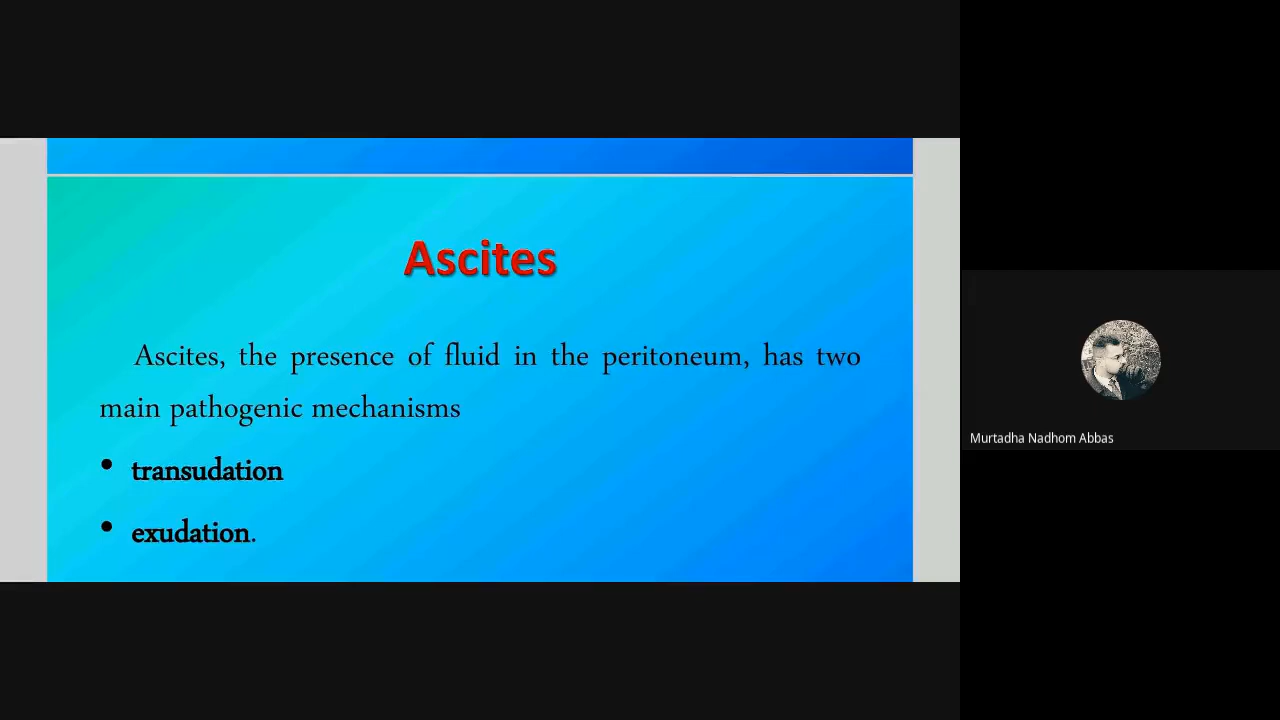 Ascites
Ascites, the presence of fluid in the peritoneum, has two
main pathogenic mechanisms
• transudation
• exudation.
Murtadha Nadhom Abbas